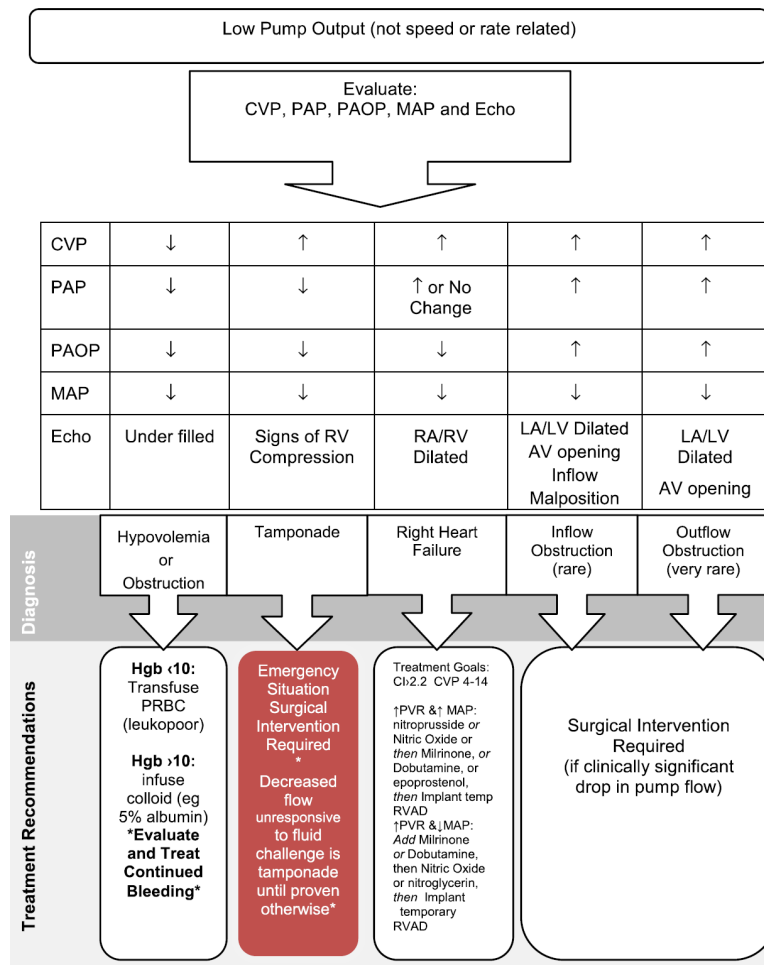 Low Pump Output (not speed or rate related)
Evaluate:
CVP, PAP, PAOP, MAP and Echo
CVP ↓ ↑ ↑ ↑ ↑
PAP ↓ ↓ ↑ or No Change ↑ ↑
PAOP ↓ ↓ ↓ ↑ ↑
MAP ↓ ↓ ↓ ↓ ↓
Echo
Under filled
Signs of RV
Compression
RA/RV
Dilated
LA/LV Dilated
AV opening
Inflow
Malposition
LA/LV
Dilated
AV opening
Diagnosis
Hypovolemia
or
Obstruction
Tamponade
Right Heart
Failure
Inflow
Obstruction
(rare)
Outflow
Obstruction
(very rare)
Treatment Recommendations
Hgb ‹10:
Transfuse
PRBC
(leukopoor)
Hgb ›10:
infuse
colloid (eg
5% albumin)
*Evaluate
and Treat
Continued
Bleeding*
Emergency
Situation
Surgical
Intervention
Required
*
Decreased
flow
unresponsive
to fluid
challenge is
tamponade
until proven
otherwise*
Treatment Goals:
CI›2.2 CVP 4-14
↑PVR &↑ MAP:
nitroprusside or
Nitric Oxide or
then Milrinone, or
Dobutamine, or
epoprostenol,
then Implant temp
RVAD
↑PVR &↓MAP:
Add Milrinone
or Dobutamine,
then Nitric Oxide
or nitroglycerin,
then Implant
temporary
RVAD
Surgical Intervention
Required
(if clinically significant
drop in pump flow)